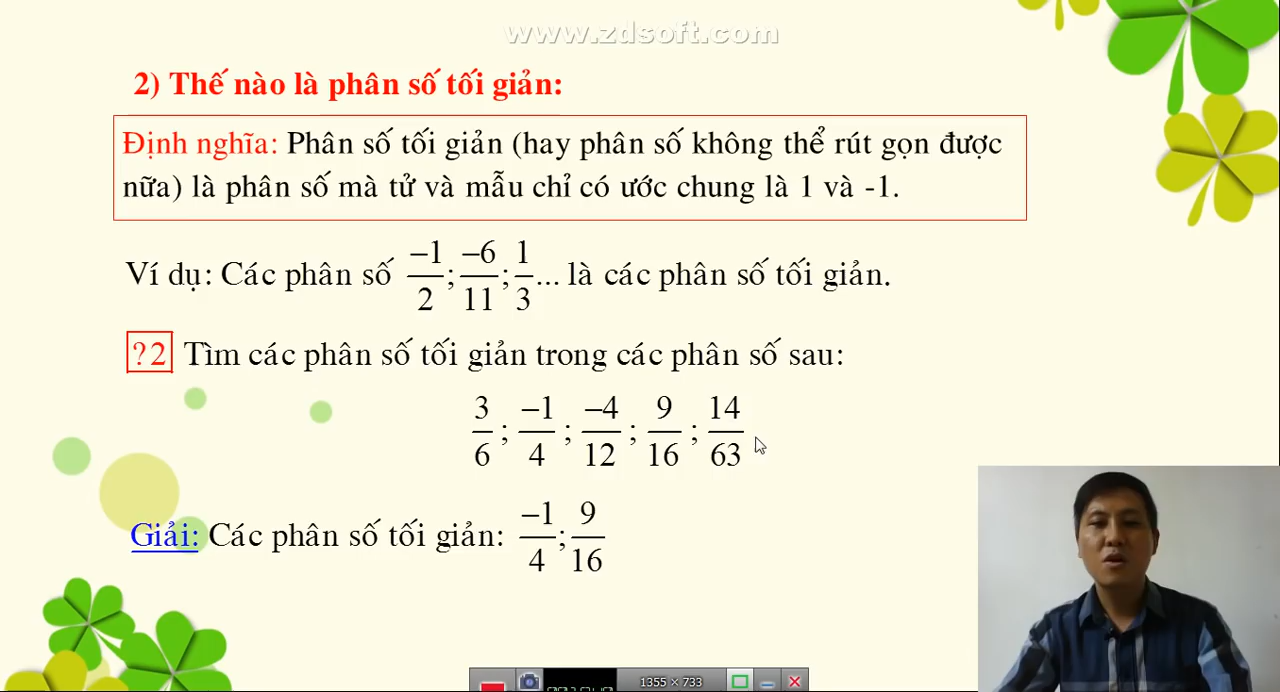 www.zdsoft.com
2) Thế nào là phân số tối giản:
Định nghĩa: Phân số tối giản (hay phân số không thể rút gọn được
nữa) là phân số mà tử và mẫu chỉ có ước chung là 1 và -1.
Ví dụ: Các phân số −1/2; −6/11; 1/3... là các phân số tối giản.
?2 Tìm các phân số tối giản trong các phân số sau:
3/6; −1/4; −4/12; 9/16; 14/63
Giải: Các phân số tối giản: −1/4; 9/16
1355 × 733